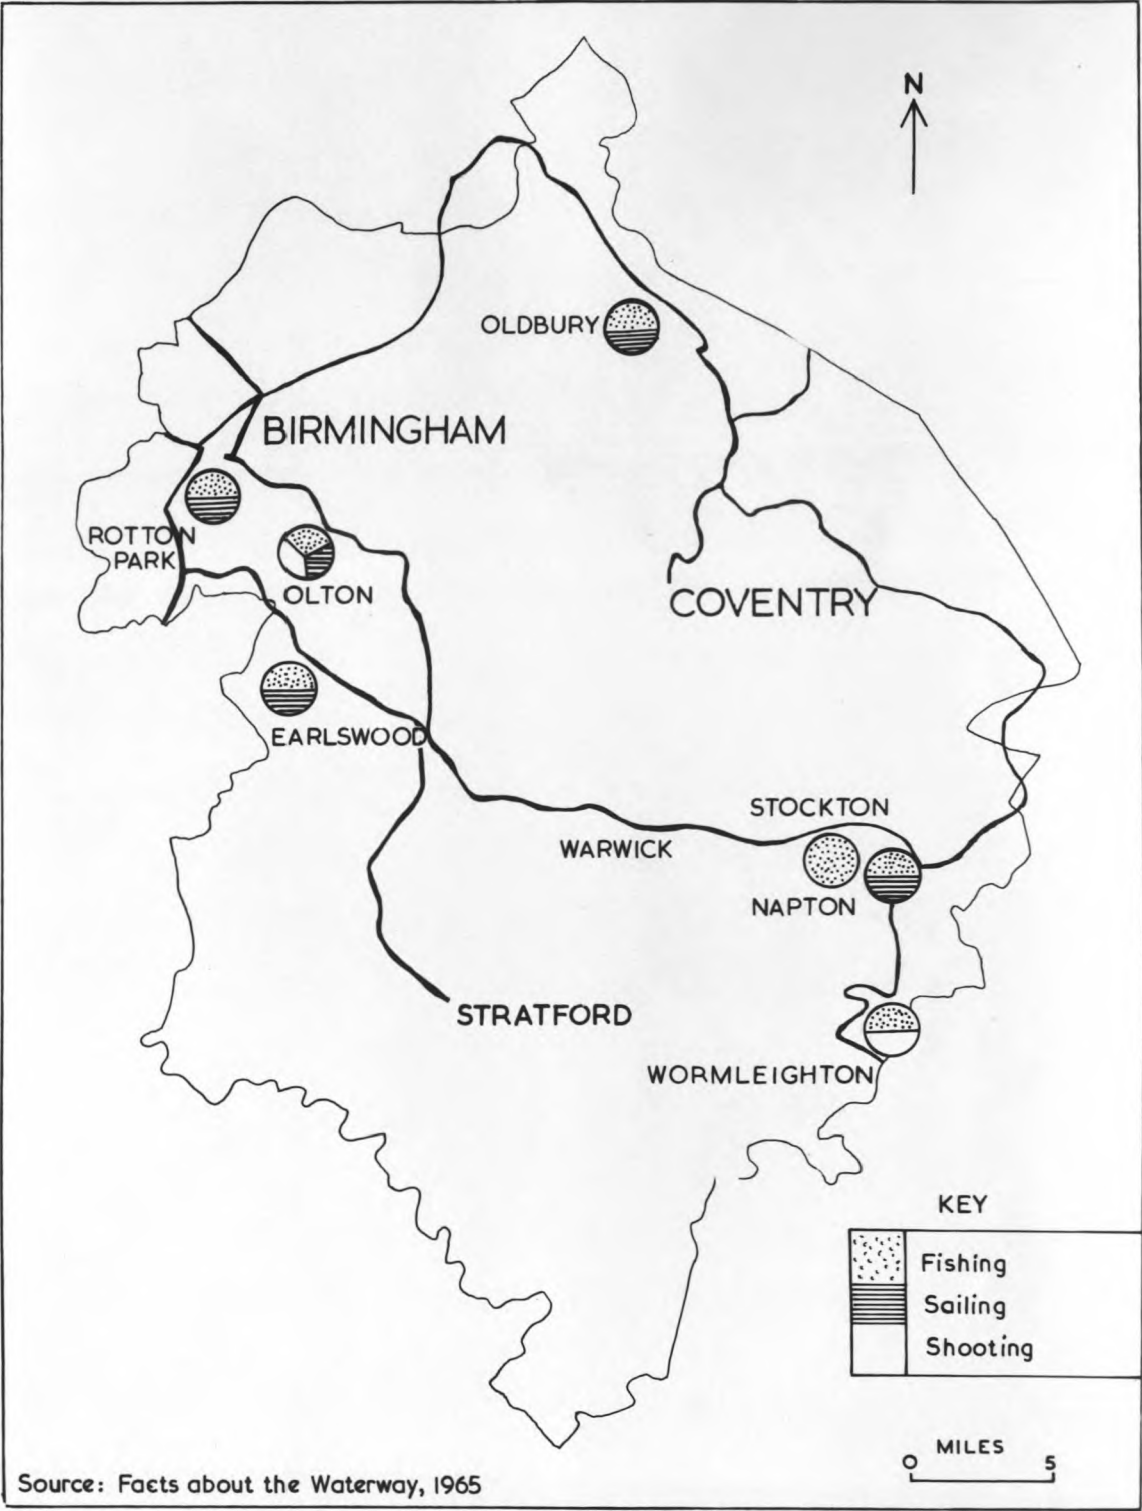 N
OLDBURY
BIRMINGHAM
ROTTON
PARK
OLTON
COVENTRY
EARLSWOOD
STOCKTON
WARWICK
NAPTON
STRATFORD
WORMLEIGHTON
KEY
Fishing
Sailing
Shooting
MILES
0 5
Source: Facts about the Waterway, 1965